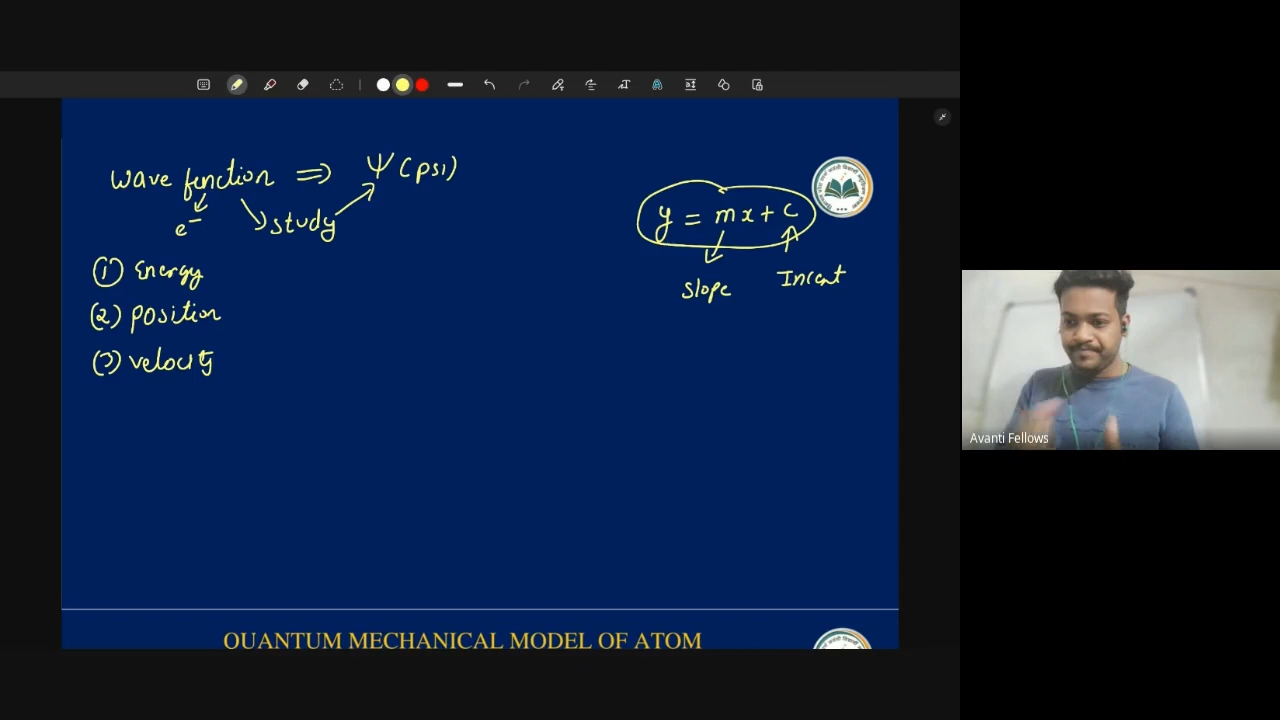 wave function ⇒ Ψ (psi)
e⁻ study
① Energy
(2) position
(3) velocity
y = mx + c
slope
QUANTUM MECHANICAL MODEL OF ATOM
Avanti Fellows